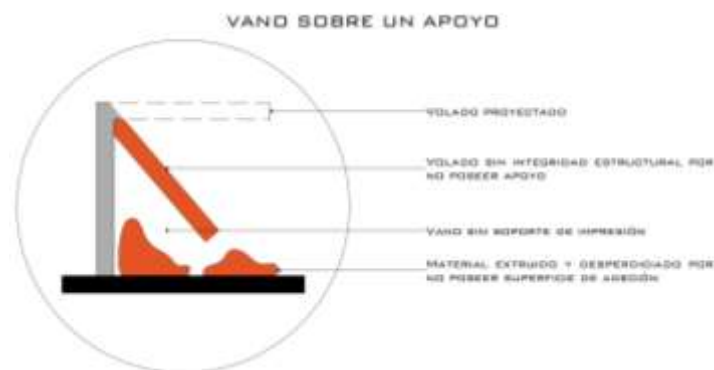 VANO SOBRE UN APOYO
VOLADO PROYECTADO
VOLADO SIN INTEGRIDAD ESTRUCTURAL POR
NO POSEER APOYO
VANO SIN SOPORTE DE IMPRESIÓN
MATERIAL EXTRUIDO Y DESPERDICIADO POR
NO POSEER SUPERFICIE DE ADECIÓN